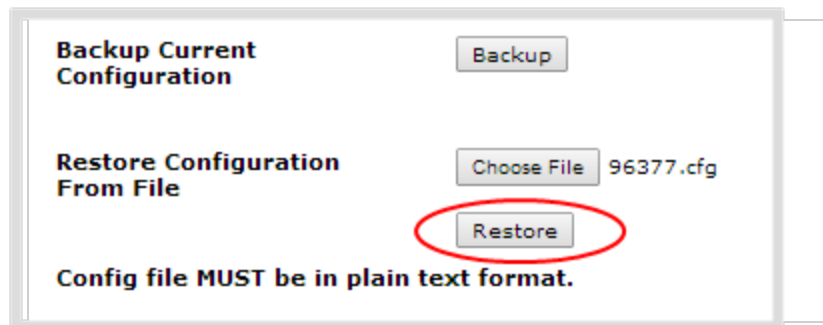 Backup Current
Configuration
Backup
Restore Configuration
From File
Choose File 96377.cfg
Restore
Config file MUST be in plain text format.